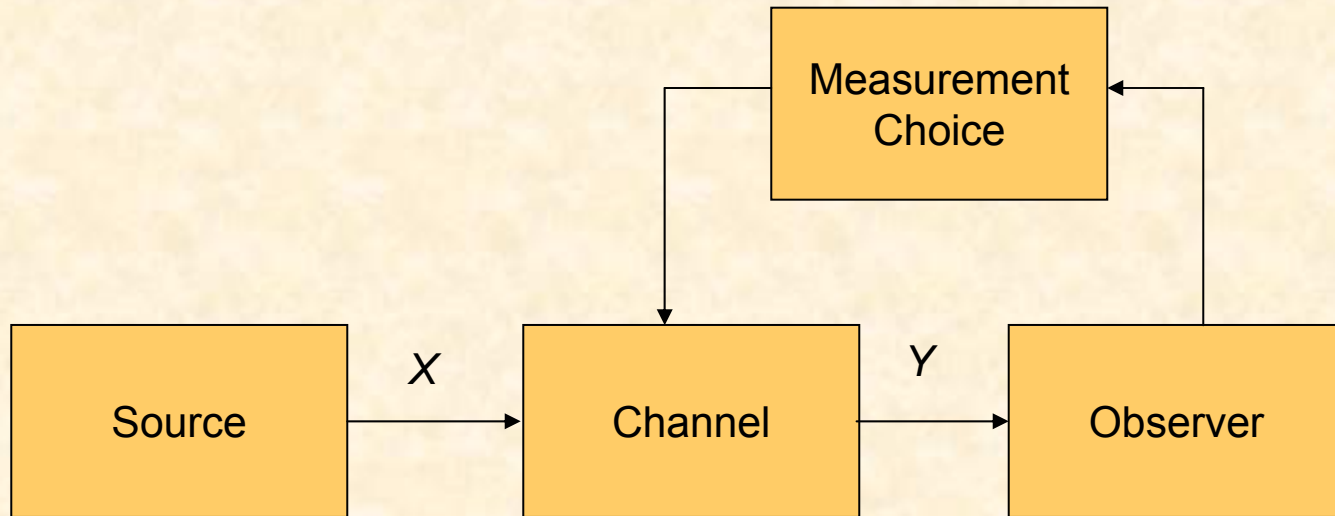 Measurement
Choice
X
Y
Source
Channel
Observer